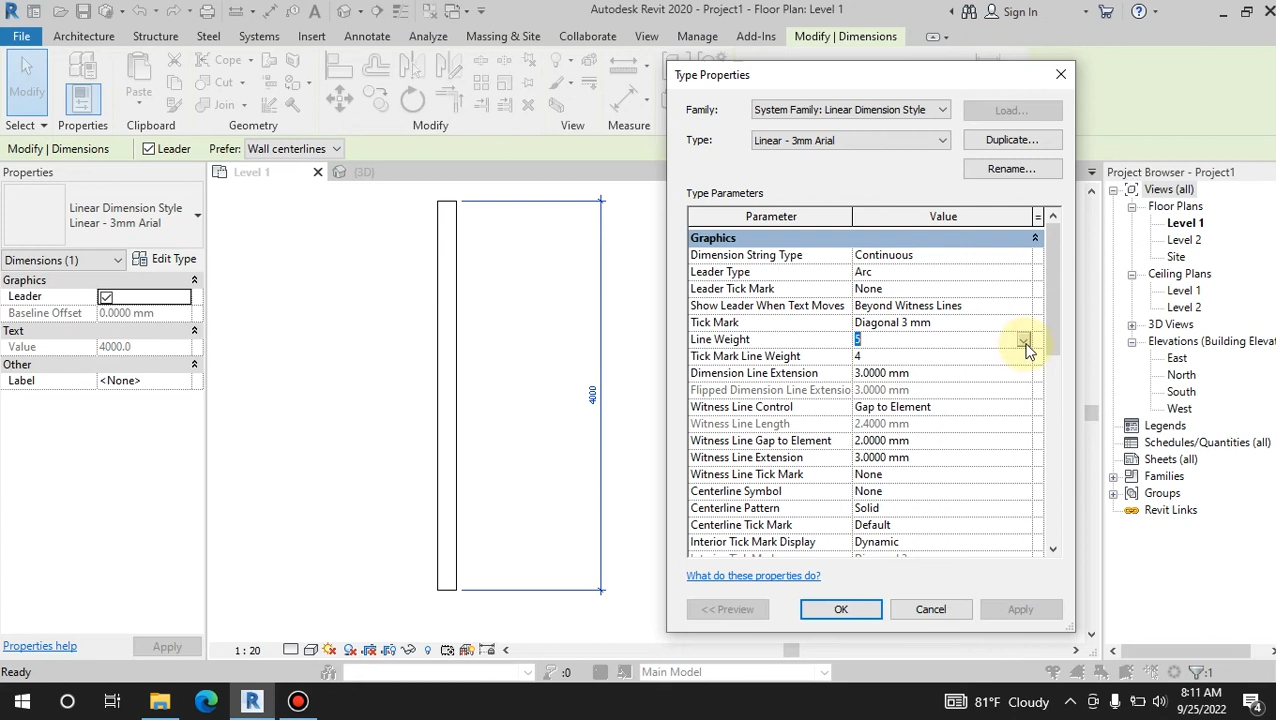 Autodesk Revit 2020 - Project1 - Floor Plan: Level 1
Sign In
File Architecture Structure Steel Systems Insert Annotate Analyze Massing & Site Collaborate View Manage Add-Ins Modify | Dimensions
Modify
Paste
Cope
Cut
Join
Select Properties Clipboard Geometry Modify View Measure
Modify | Dimensions Leader Prefer: Wall centerlines
Properties
Linear Dimension Style
Linear - 3mm Arial
Dimensions (1) Edit Type
Graphics
Leader
Baseline Offset 0.0000 mm
Text
Value 4000.0
Other
Label <None>
Properties help Apply
Level 1 (3D)
4000
1 : 20
Type Properties
Family: System Family: Linear Dimension Style Load...
Type: Linear - 3mm Arial Duplicate...
Rename...
Type Parameters
Parameter Value =
Graphics
Dimension String Type Continuous
Leader Type Arc
Leader Tick Mark None
Show Leader When Text Moves Beyond Witness Lines
Tick Mark Diagonal 3 mm
Line Weight 5
Tick Mark Line Weight 4
Dimension Line Extension 3.0000 mm
Flipped Dimension Line Extensio 3.0000 mm
Witness Line Control Gap to Element
Witness Line Length 2.4000 mm
Witness Line Gap to Element 2.0000 mm
Witness Line Extension 3.0000 mm
Witness Line Tick Mark None
Centerline Symbol None
Centerline Pattern Solid
Centerline Tick Mark Default
Interior Tick Mark Display Dynamic
What do these properties do?
<< Preview OK Cancel Apply
Project Browser - Project1
Views (all)
Floor Plans
Level 1
Level 2
Site
Ceiling Plans
Level 1
Level 2
3D Views
Elevations (Building Eleva
East
North
South
West
Legends
Schedules/Quantities (all)
Sheets (all)
Families
Groups
Revit Links
Ready :0 Main Model :1
81°F Cloudy
8:11 AM
9/25/2022
4